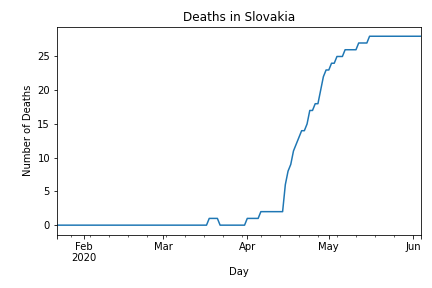 Deaths in Slovakia
Number of Deaths
25
20
15
10
5
0
Feb
2020
Mar
Apr
May
Jun
Day